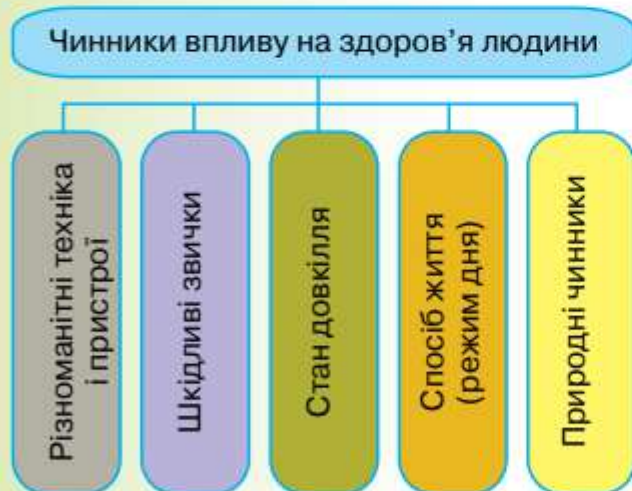 Чинники впливу на здоров’я людини
Різноманітні техніка
і пристрої
Шкідливі звички
Стан довкілля
Спосіб життя
(режим дня)
Природні чинники